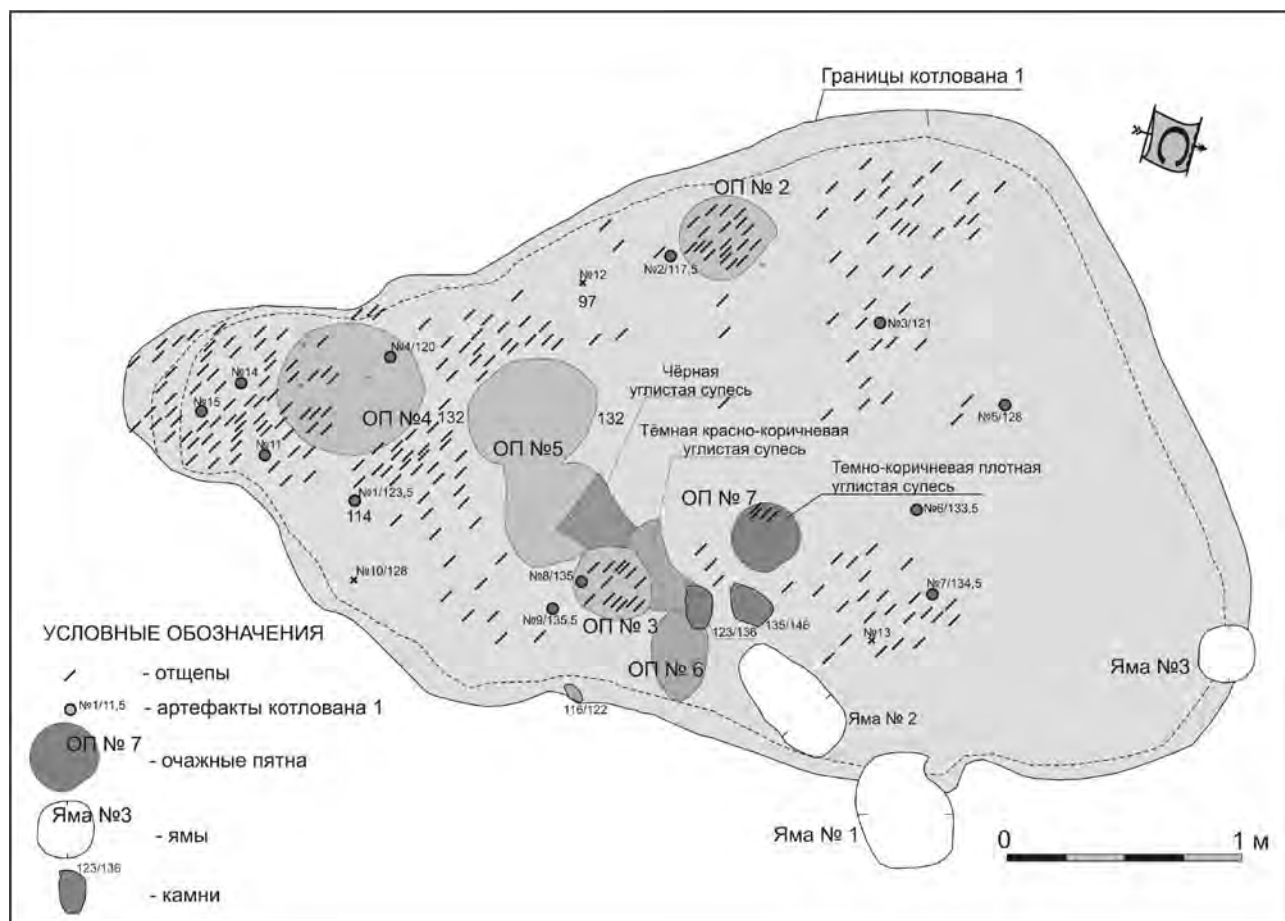 Границы котлована 1
ОП № 2
№2/117,5
№12
97
№3/121
№4/120
№14
ОП №4
132
132
Чёрная
углистая супесь
№5/128
№15
ОП №5
Тёмная красно-коричневая
углистая супесь
№11
Темно-коричневая плотная
углистая супесь
№1/123,5
114
ОП № 7
№6/133,5
№10/128
№8/135
№9/135,5
ОП № 3
№7/134,5
123/136
135/146
№13
ОП № 6
116/122
Яма № 2
Яма №3
Яма № 1
УСЛОВНЫЕ ОБОЗНАЧЕНИЯ
- отщепы
№1/11,5 - артефакты котлована 1
ОП № 7
- очажные пятна
Яма №3
- ямы
123/136
- камни
0 1 м